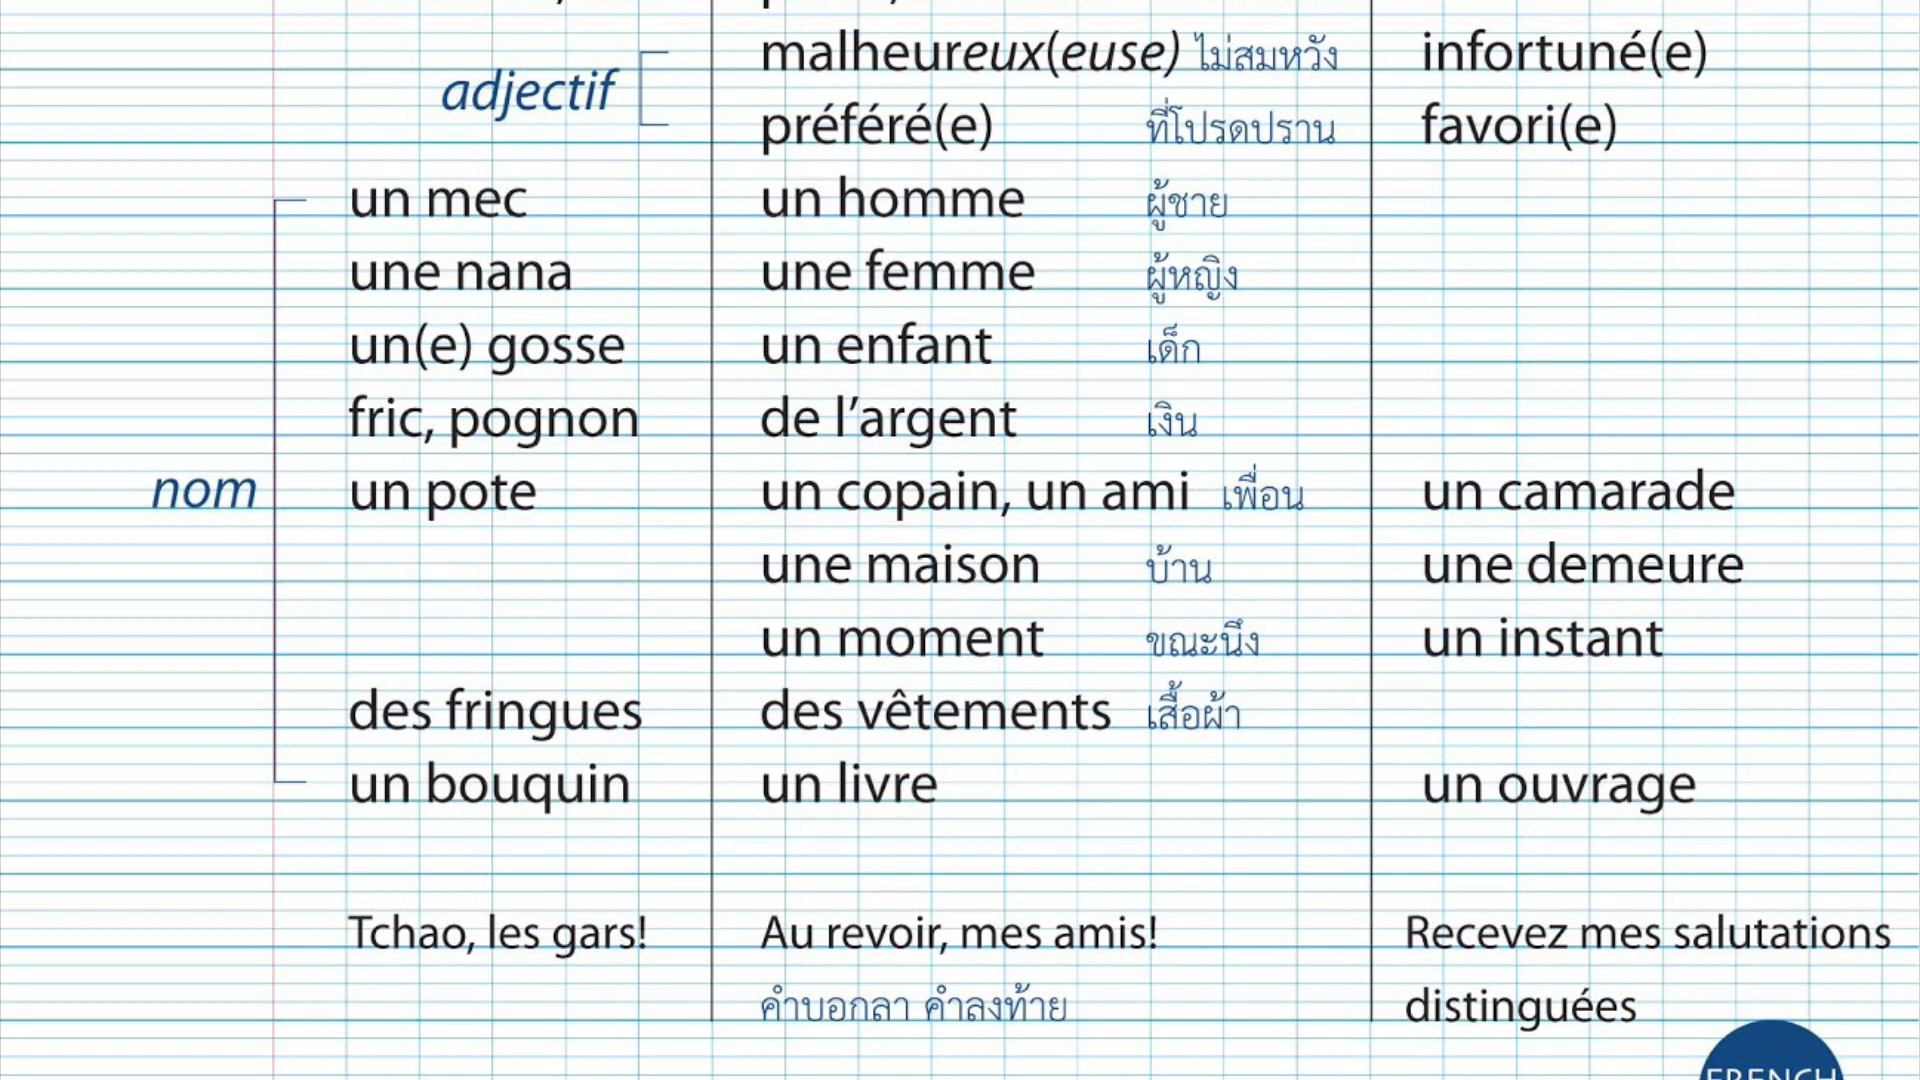 malheureux(euse) ไม่สมหวัง infortuné(e)
adjectif
préféré(e) ที่โปรดปราน favori(e)
un mec un homme ผู้ชาย
une nana une femme ผู้หญิง
un(e) gosse un enfant เด็ก
fric, pognon de l’argent เงิน
nom un pote un copain, un ami เพื่อน un camarade
une maison บ้าน une demeure
un moment ขณะนึง un instant
des fringues des vêtements เสื้อผ้า
un bouquin un livre un ouvrage
Tchao, les gars! Au revoir, mes amis! Recevez mes salutations
คำบอกลา คำลงท้าย distinguées
FRENCH